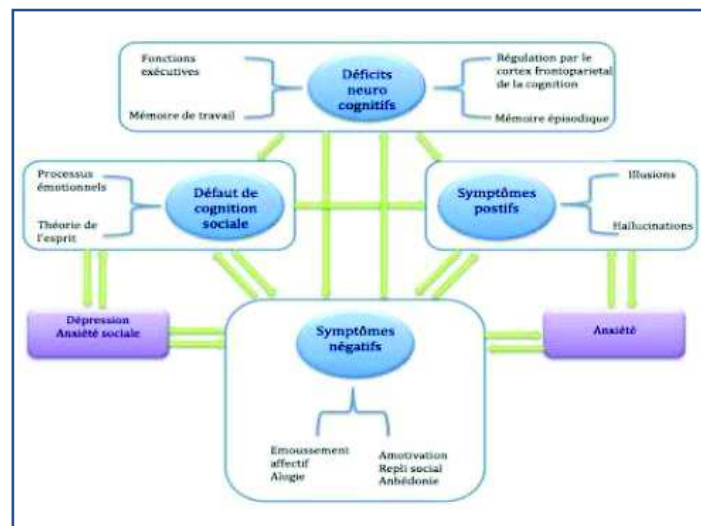 Fonctions
exécutives
Mémoire de travail
Déficits
neuro
cognitifs
Régulation par le
cortex frontoparietal
de la cognition
Mémoire épisodique
Processus
émotionnels
Théorie de
l'esprit
Défaut de
cognition
sociale
Symptômes
postifs
Illusions
Hallucinations
Dépression
Anxiété sociale
Symptômes
négatifs
Anxiété
Emoussement
affectif
Alogie
Amotivation
Repli social
Anhédonie